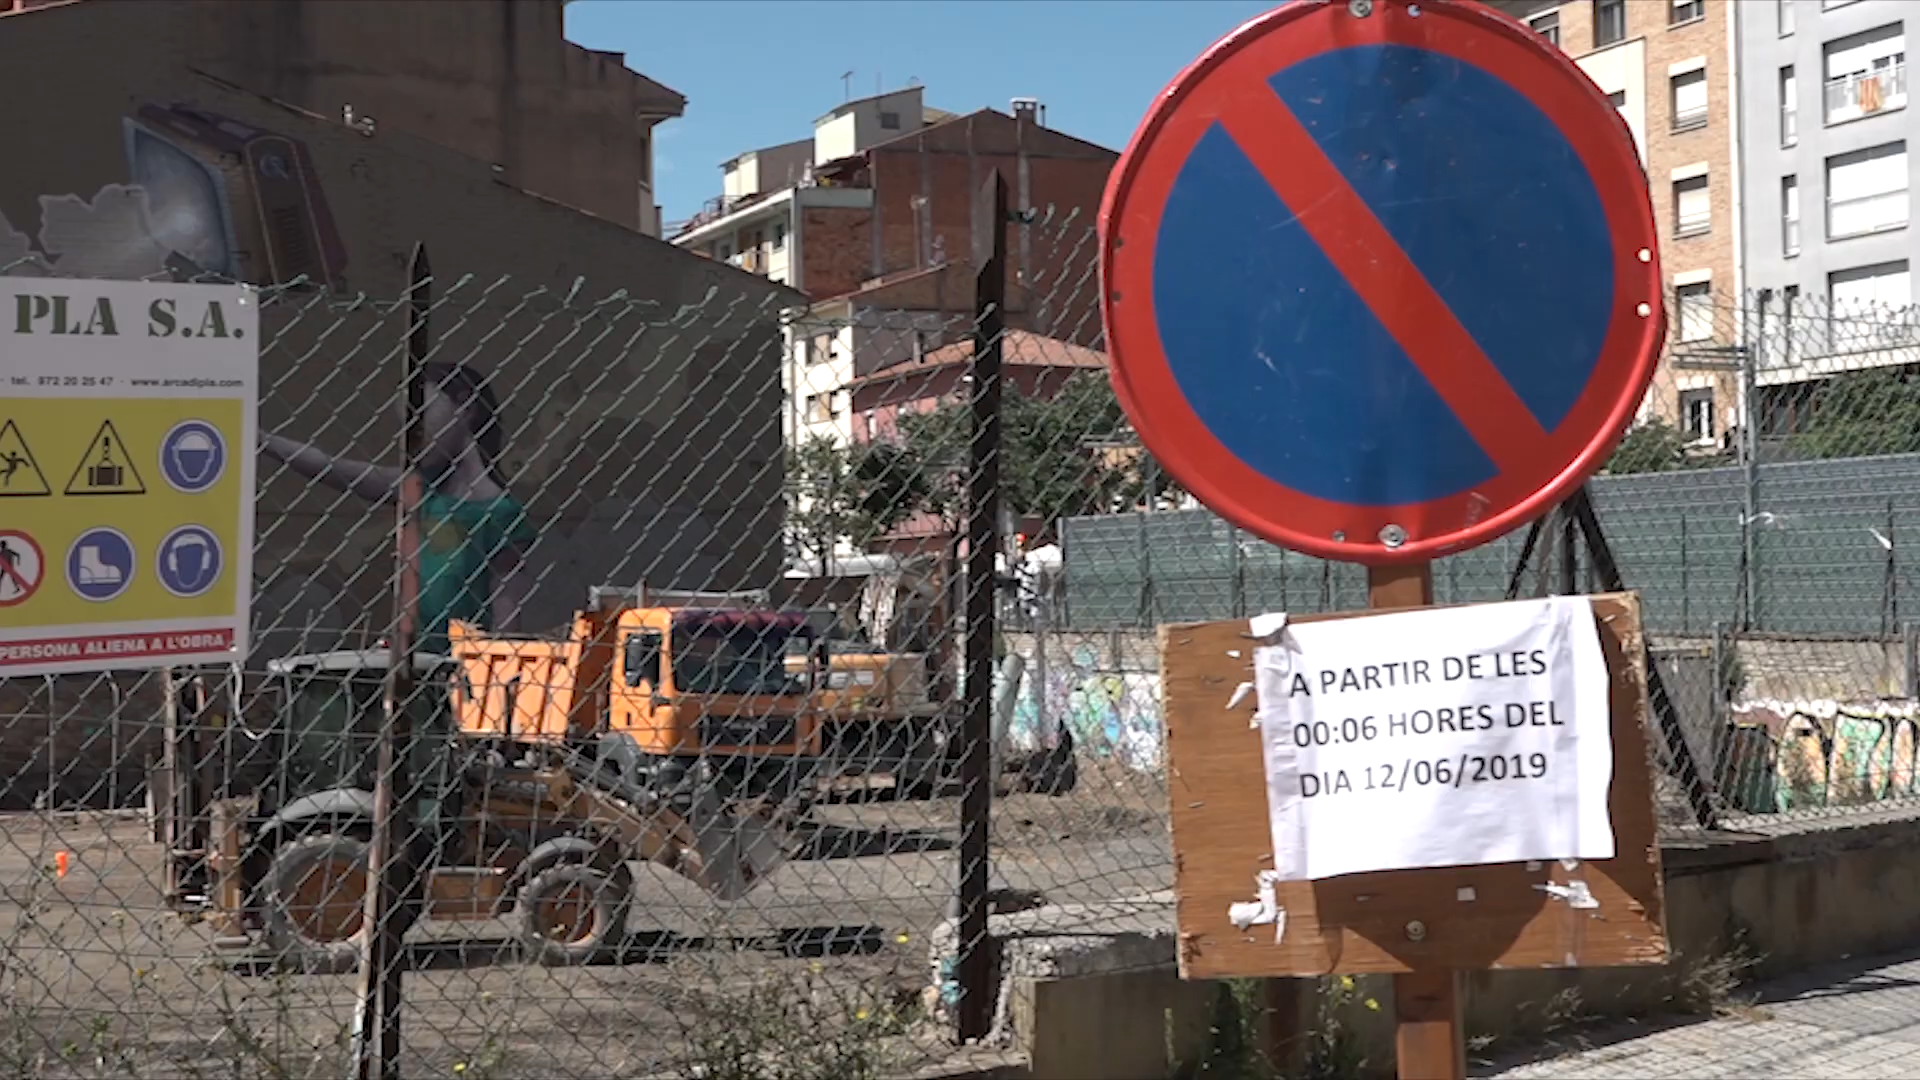 PLA S.A.
- tel. 972 20 25 47 - www.arcadipla.com
PERSONA ALIENA A L'OBRA
A PARTIR DE LES
00:06 HORES DEL
DIA 12/06/2019